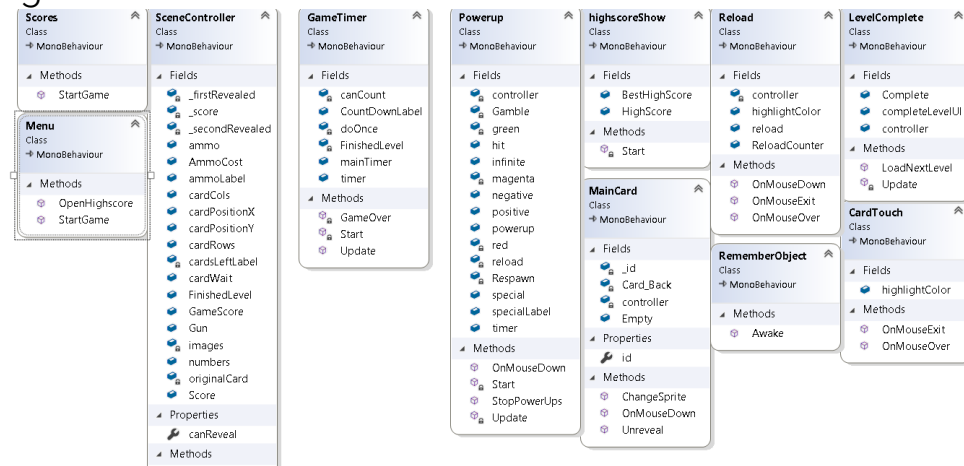 Scores
Class
MonoBehaviour
Methods
StartGame
Menu
Class
MonoBehaviour
Methods
OpenHighscore
StartGame
SceneController
Class
MonoBehaviour
Fields
_firstRevealed
_score
_secondRevealed
ammo
AmmoCost
ammoLabel
cardCols
cardPositionX
cardPositionY
cardRows
cardsLeftLabel
cardWait
FinishedLevel
GameScore
Gun
images
numbers
originalCard
Score
Properties
canReveal
Methods
GameTimer
Class
MonoBehaviour
Fields
canCount
CountDownLabel
doOnce
FinishedLevel
mainTimer
timer
Methods
GameOver
Start
Update
Powerup
Class
MonoBehaviour
Fields
controller
Gamble
green
hit
infinite
magenta
negative
positive
powerup
red
reload
Respawn
special
specialLabel
timer
Methods
OnMouseDown
Start
StopPowerUps
Update
highscoreShow
Class
MonoBehaviour
Fields
BestHighScore
HighScore
Methods
Start
MainCard
Class
MonoBehaviour
Fields
_id
Card_Back
controller
Empty
Properties
id
Methods
ChangeSprite
OnMouseDown
Unreveal
Reload
Class
MonoBehaviour
Fields
controller
highlightColor
reload
ReloadCounter
Methods
OnMouseDown
OnMouseExit
OnMouseOver
RememberObject
Class
MonoBehaviour
Methods
Awake
LevelComplete
Class
MonoBehaviour
Fields
Complete
completeLevelUI
controller
Methods
LoadNextLevel
Update
CardTouch
Class
MonoBehaviour
Fields
highlightColor
Methods
OnMouseExit
OnMouseOver